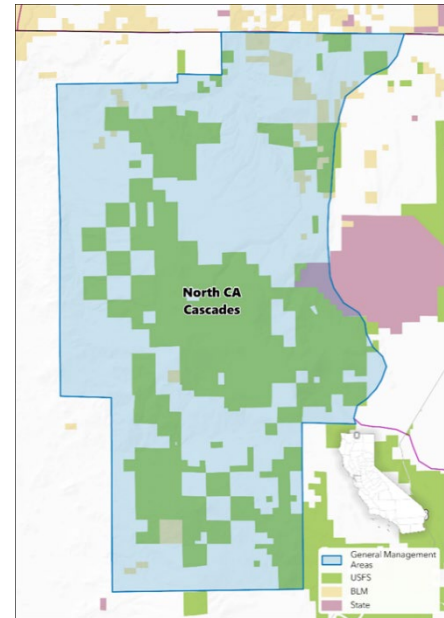 North CA
Cascades
General Management
Areas
USFS
BLM
State